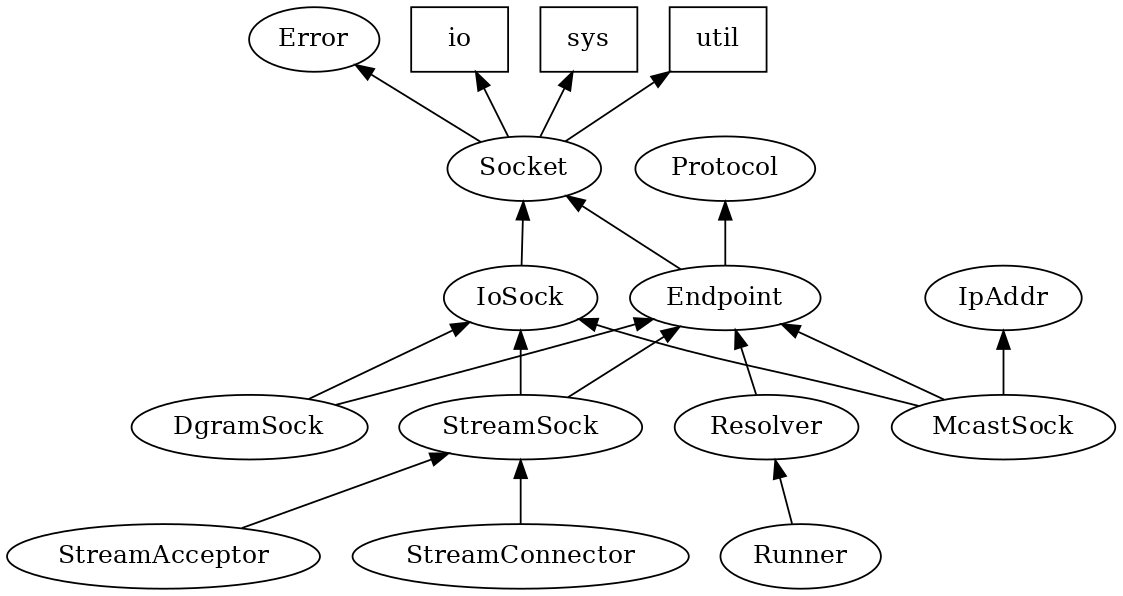 Error
io
sys
util
Socket
Protocol
IoSock
Endpoint
IpAddr
DgramSock
StreamSock
Resolver
McastSock
StreamAcceptor
StreamConnector
Runner